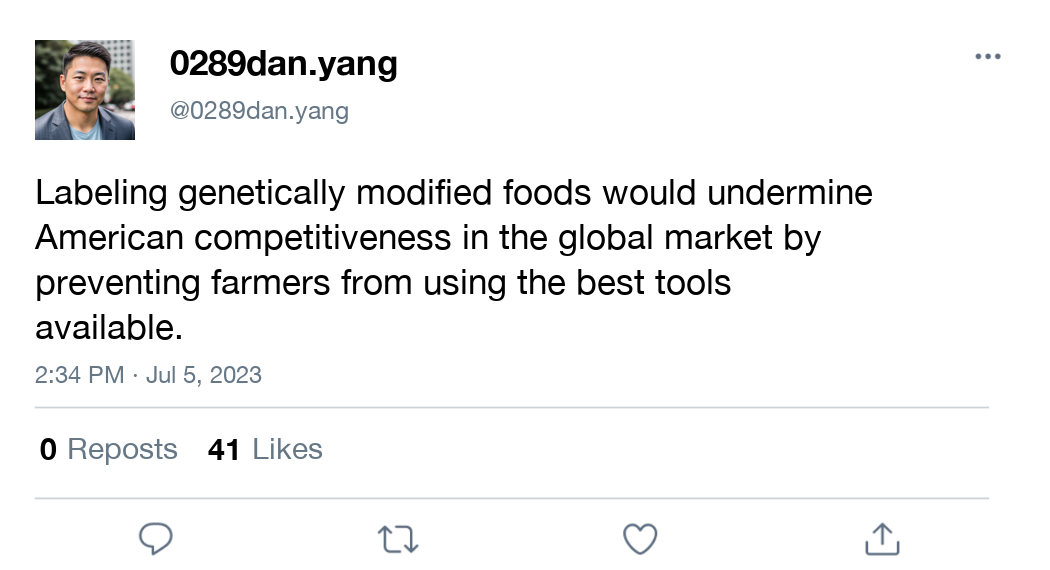 0289dan.yang
@0289dan.yang
Labeling genetically modified foods would undermine
American competitiveness in the global market by
preventing farmers from using the best tools
available.
2:34 PM · Jul 5, 2023
0 Reposts 41 Likes